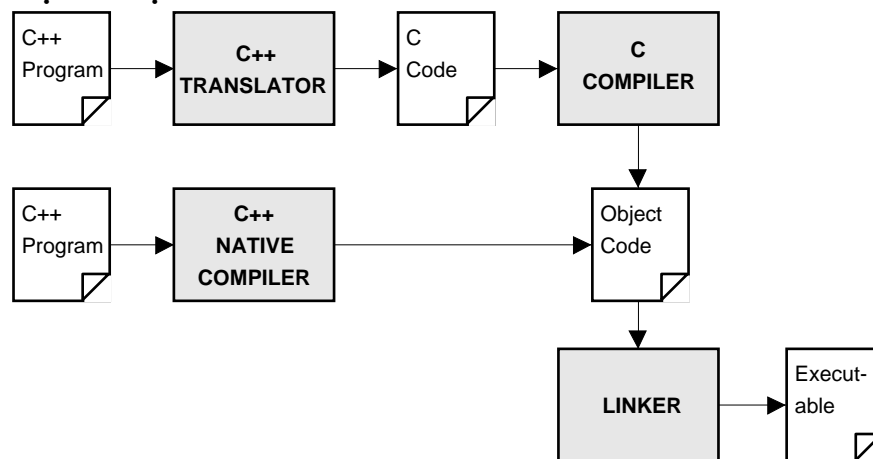 C++
Program
C++
TRANSLATOR
C
Code
C
COMPILER
C++
Program
C++
NATIVE
COMPILER
Object
Code
LINKER
Execut-
able